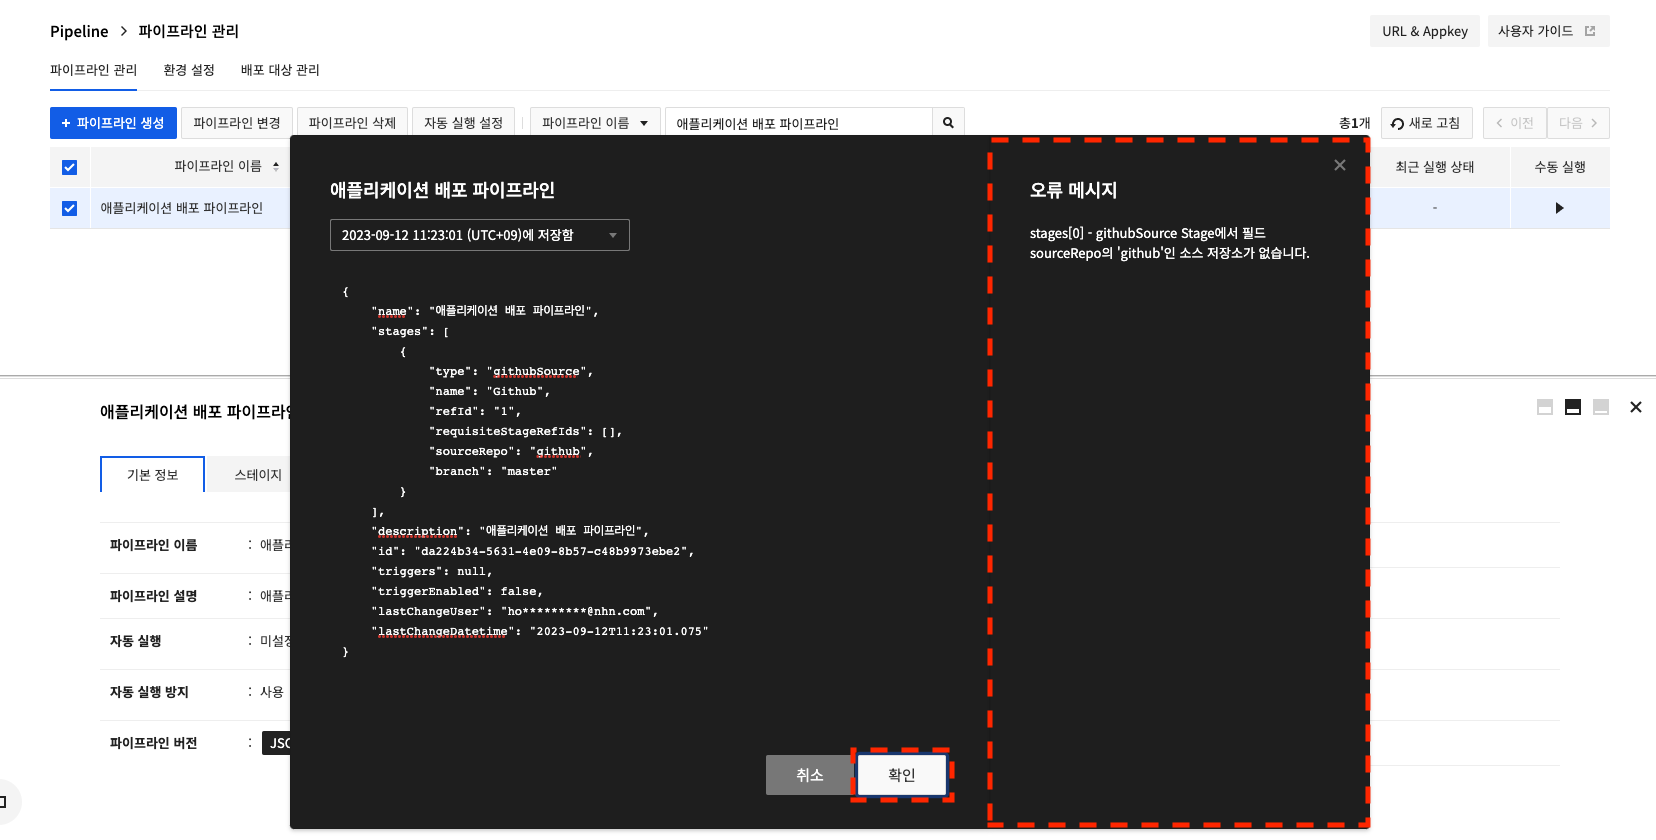 Pipeline > 파이프라인 관리
URL & Appkey
사용자 가이드
파이프라인 관리
환경 설정
배포 대상 관리
+ 파이프라인 생성
파이프라인 변경
파이프라인 삭제
자동 실행 설정
파이프라인 이름
애플리케이션 배포 파이프라인
총1개
새로 고침
< 이전
다음 >
파이프라인 이름
최근 실행 상태
수동 실행
애플리케이션 배포 파이프라인
-
애플리케이션 배포 파이프라인
2023-09-12 11:23:01 (UTC+09)에 저장함
{
"name": "애플리케이션 배포 파이프라인",
"stages": [
{
"type": "githubSource",
"name": "Github",
"refId": "1",
"requisiteStageRefIds": [],
"sourceRepo": "github",
"branch": "master"
}
],
"description": "애플리케이션 배포 파이프라인",
"id": "da224b34-5631-4e09-8b57-c48b9973ebe2",
"triggers": null,
"triggerEnabled": false,
"lastChangeUser": "ho*********@nhn.com",
"lastChangeDatetime": "2023-09-12T11:23:01.075"
}
취소
확인
오류 메시지
stages[0] - githubSource Stage에서 필드
sourceRepo의 'github'인 소스 저장소가 없습니다.
애플리케이션 배포 파이프라인
기본 정보
스테이지
파이프라인 이름 : 애플리
파이프라인 설명 : 애플리
자동 실행 : 미설정
자동 실행 방지 : 사용
파이프라인 버전 : JSO